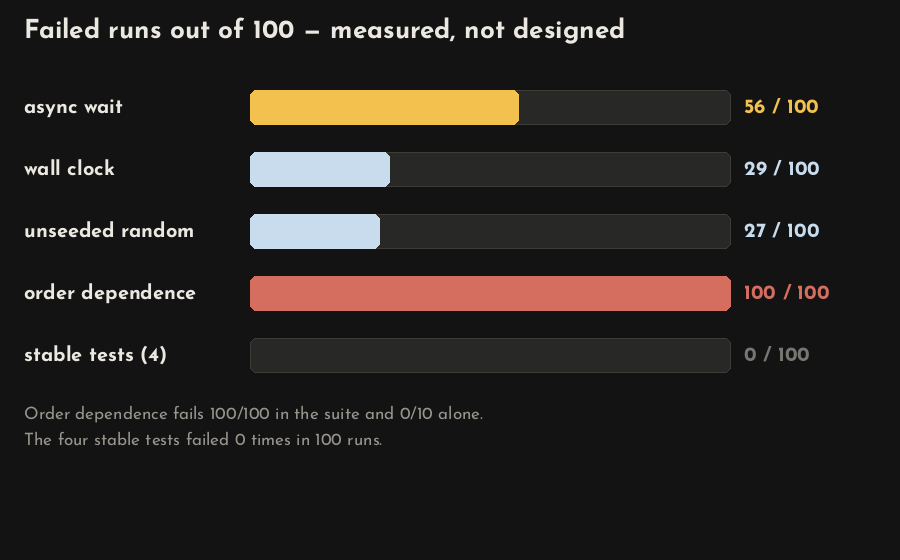 Failed runs out of 100 – measured, not designed
async wait 56 / 100
wall clock 29 / 100
unseeded random 27 / 100
order dependence 100 / 100
stable tests (4) 0 / 100
Order dependence fails 100/100 in the suite and 0/10 alone.
The four stable tests failed 0 times in 100 runs.